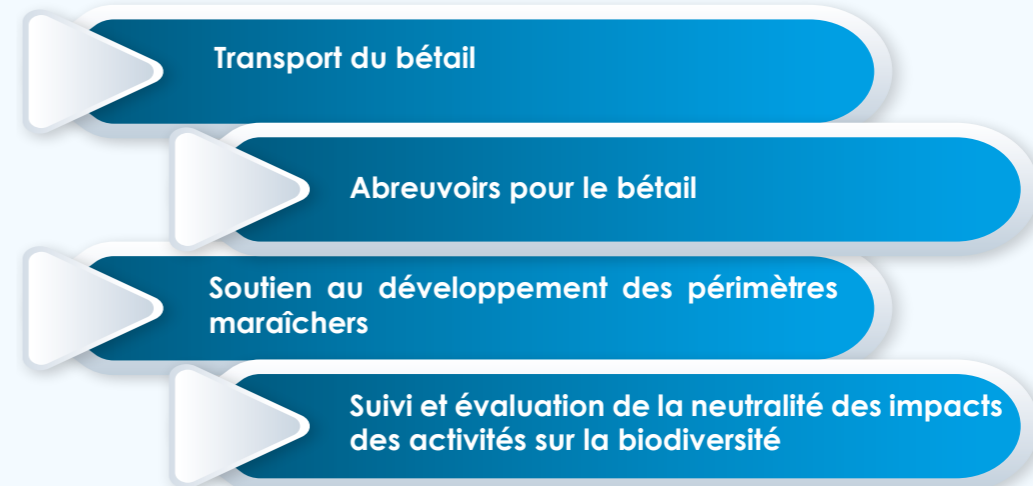 Transport du bétail
Abreuvoirs pour le bétail
Soutien au développement des périmètres
maraîchers
Suivi et évaluation de la neutralité des impacts
des activités sur la biodiversité